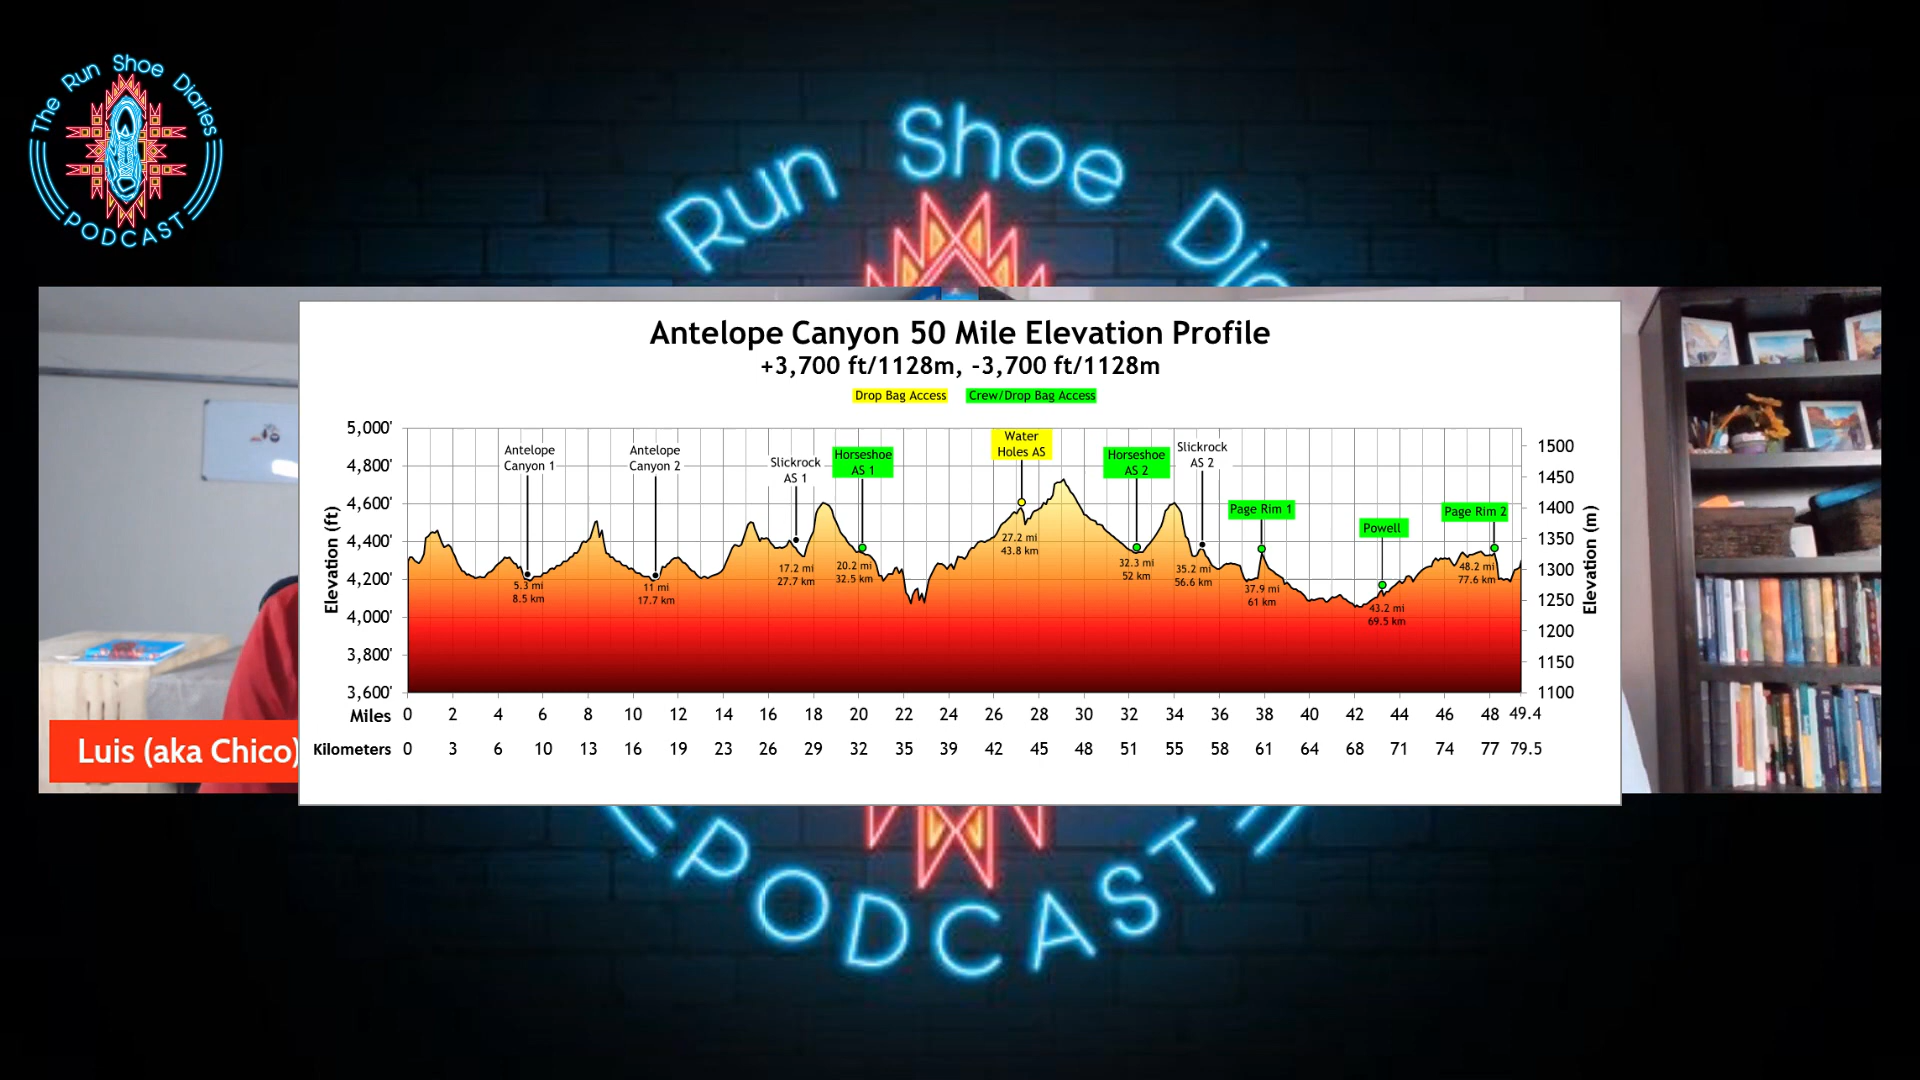 The Run Shoe Diaries
PODCAST
Run Shoe
PODCAST
Antelope Canyon 50 Mile Elevation Profile
+3,700 ft/1128m, -3,700 ft/1128m
Drop Bag Access
Crew/Drop Bag Access
Elevation (ft)
5,000'
4,800'
4,600'
4,400'
4,200'
4,000'
3,800'
3,600'
Antelope
Canyon 1
5.3 mi
8.5 km
Antelope
Canyon 2
11 mi
17.7 km
Slickrock
AS 1
17.2 mi
27.7 km
Horseshoe
AS 1
20.2 mi
32.5 km
Water
Holes AS
27.2 mi
43.8 km
Horseshoe
AS 2
32.3 mi
52 km
Slickrock
AS 2
35.2 mi
56.6 km
Page Rim 1
37.9 mi
61 km
Powell
43.2 mi
69.5 km
Page Rim 2
48.2 mi
77.6 km
1500
1450
1400
1350
1300
1250
1200
1150
1100
Elevation (m)
Miles 0 2 4 6 8 10 12 14 16 18 20 22 24 26 28 30 32 34 36 38 40 42 44 46 48 49.4
Kilometers 0 3 6 10 13 16 19 23 26 29 32 35 39 42 45 48 51 55 58 61 64 68 71 74 77 79.5
Luis (aka Chico)